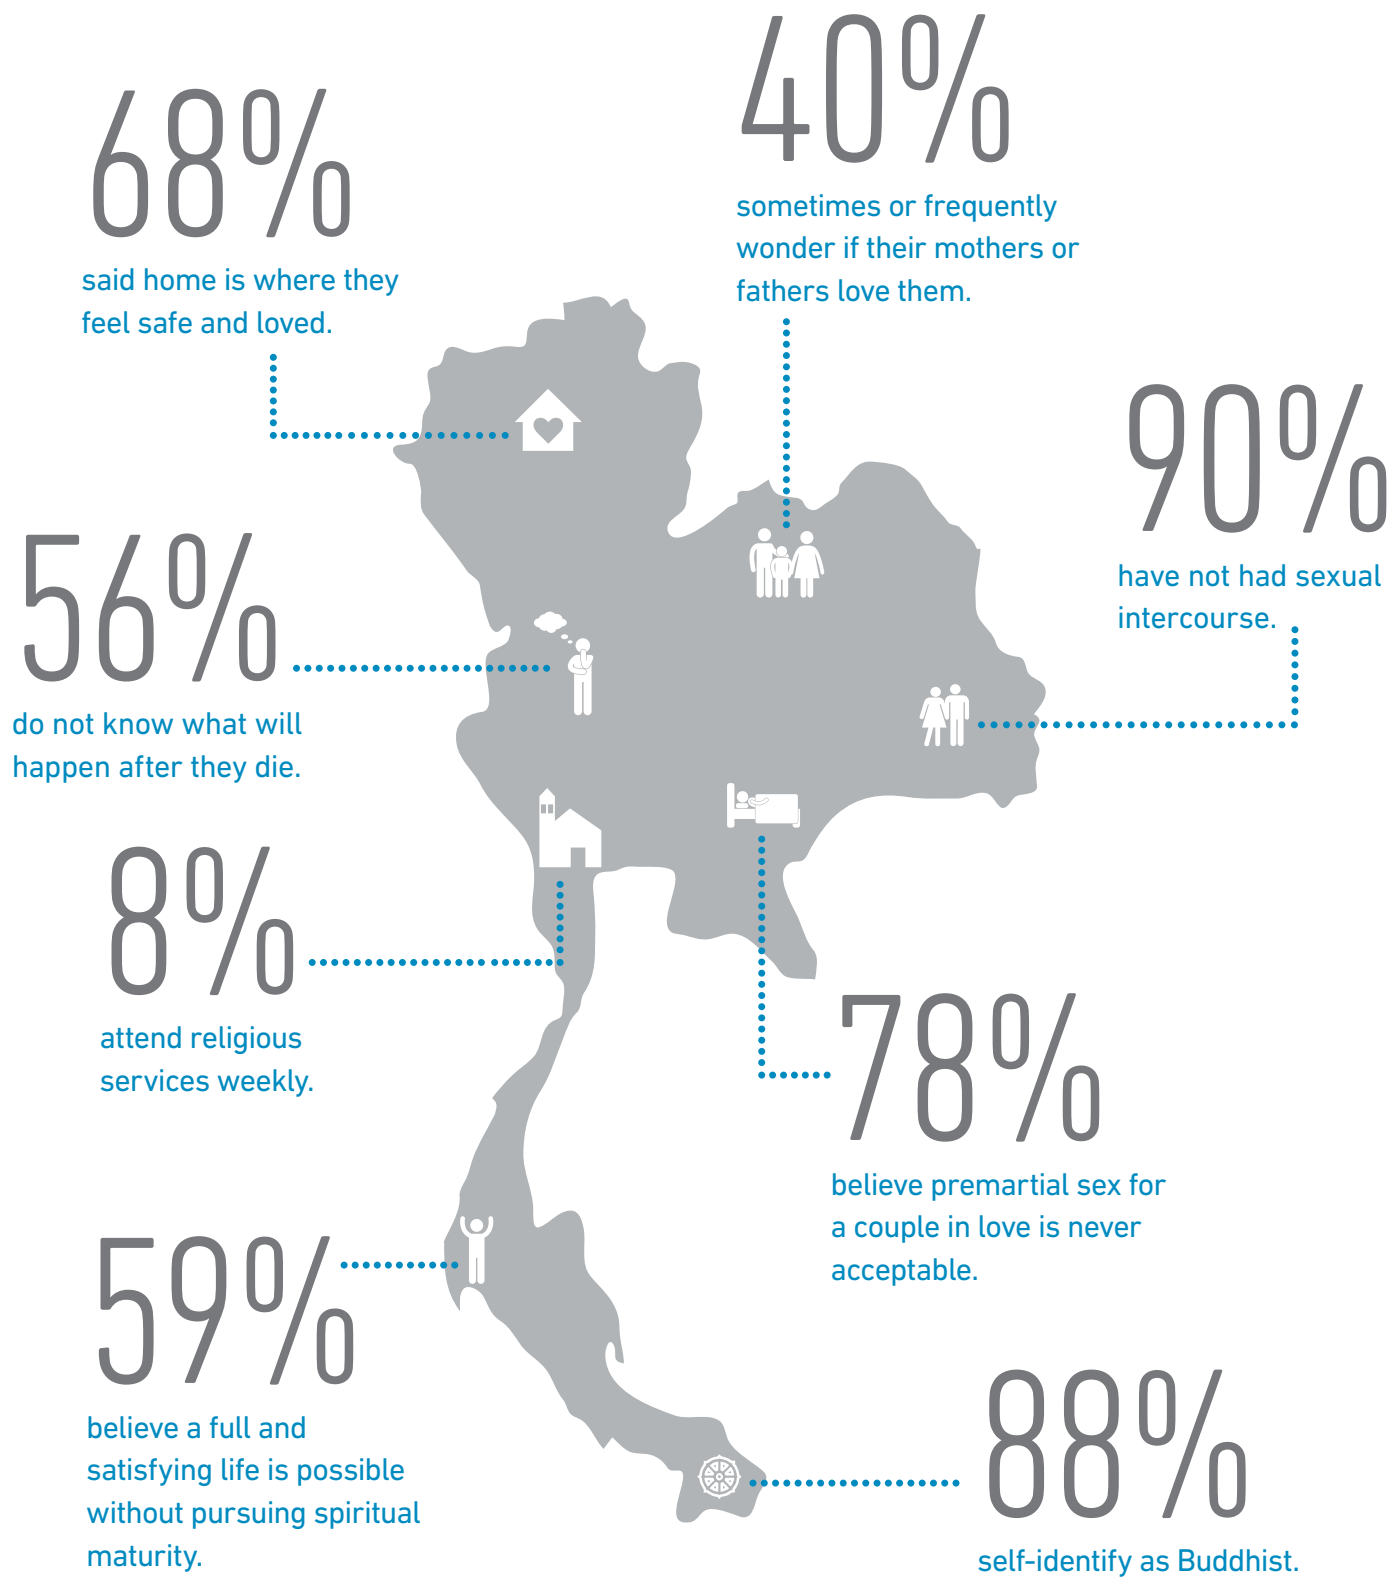 40%
sometimes or frequently
wonder if their mothers or
fathers love them.
68%
said home is where they
feel safe and loved.
90%
have not had sexual
intercourse.
56%
do not know what will
happen after they die.
8%
attend religious
services weekly.
78%
believe premartial sex for
a couple in love is never
acceptable.
59%
believe a full and
satisfying life is possible
without pursuing spiritual
maturity.
88%
self-identify as Buddhist.